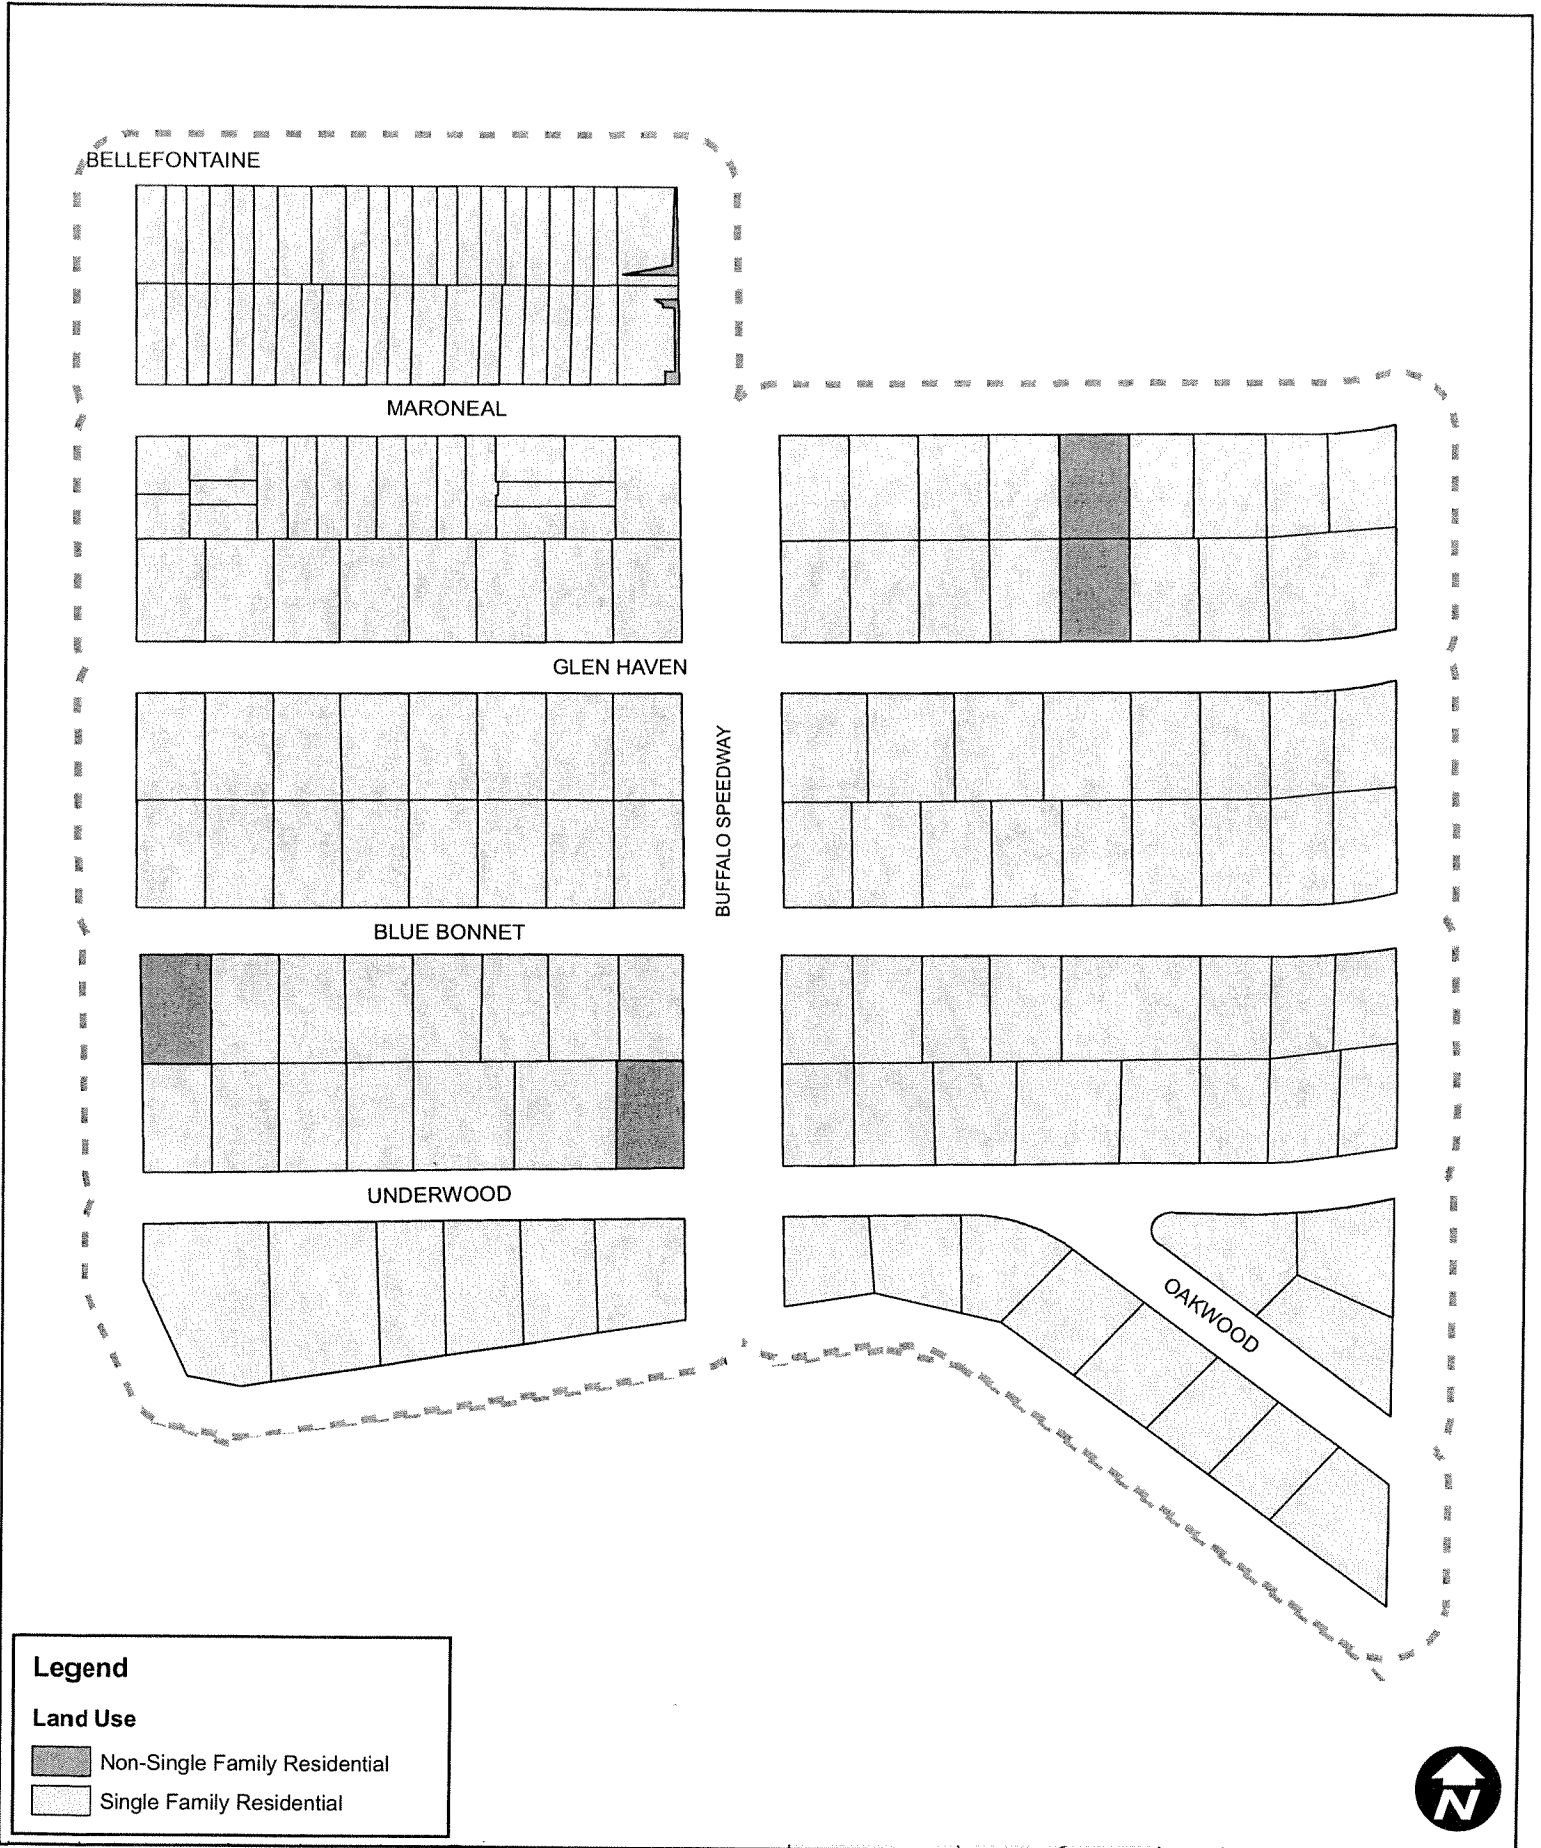 BELLEFONTAINE
MARONEAL
GLEN HAVEN
BUFFALO SPEEDWAY
BLUE BONNET
UNDERWOOD
OAKWOOD
Legend
Land Use
Non-Single Family Residential
Single Family Residential
N